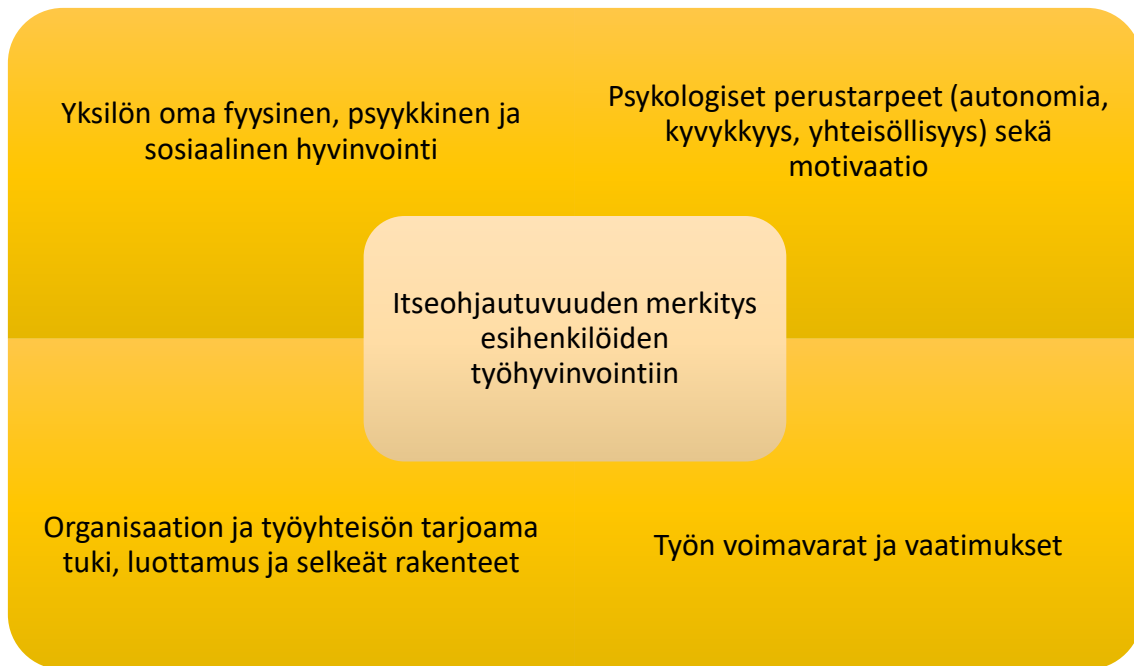 Yksilön oma fyysinen, psyykkinen ja
sosiaalinen hyvinvointi
Psykologiset perustarpeet (autonomia,
kyvykkyys, yhteisöllisyys) sekä
motivaatio
Itseohjautuvuuden merkitys
esihenkilöiden
työhyvinvointiin
Organisaation ja työyhteisön tarjoama
tuki, luottamus ja selkeät rakenteet
Työn voimavarat ja vaatimukset